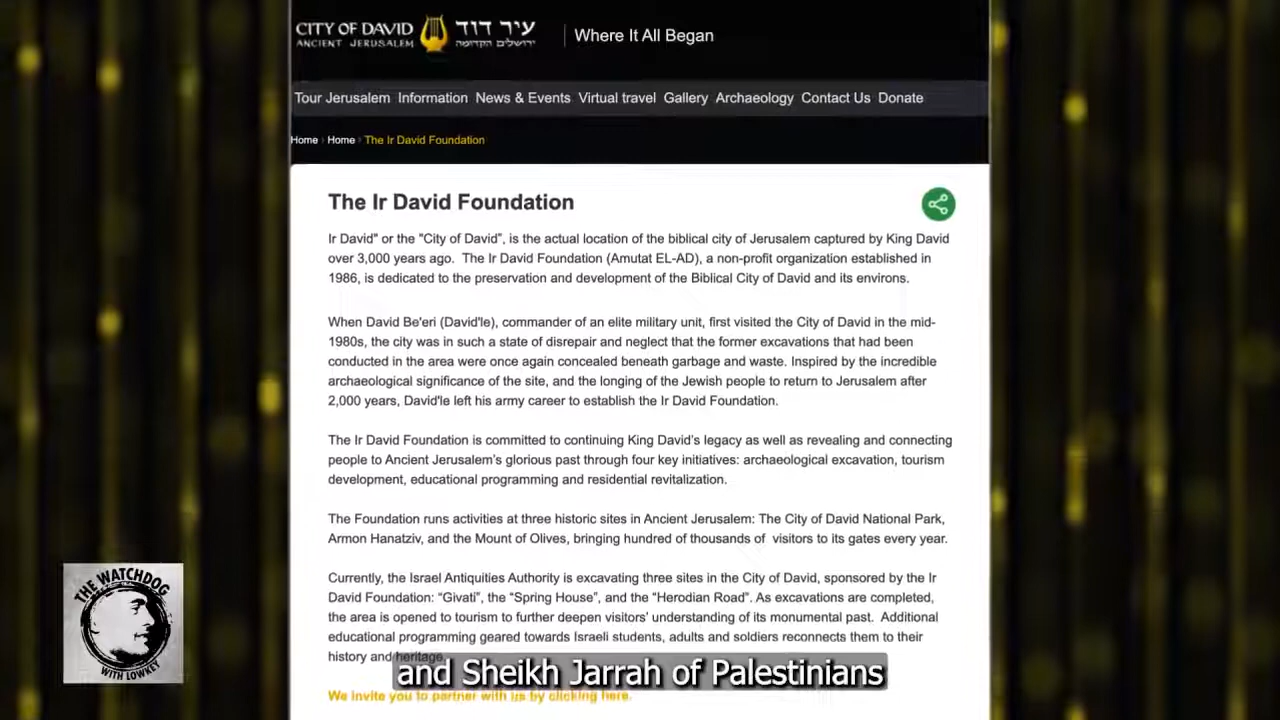 CITY OF DAVID עיר דוד
ANCIENT JERUSALEM ירושלים הקדומה
Where It All Began
Tour Jerusalem Information News & Events Virtual travel Gallery Archaeology Contact Us Donate
Home › Home › The Ir David Foundation
The Ir David Foundation
Ir David" or the "City of David", is the actual location of the biblical city of Jerusalem captured by King David
over 3,000 years ago. The Ir David Foundation (Amutat EL-AD), a non-profit organization established in
1986, is dedicated to the preservation and development of the Biblical City of David and its environs.
When David Be'eri (David'le), commander of an elite military unit, first visited the City of David in the mid-
1980s, the city was in such a state of disrepair and neglect that the former excavations that had been
conducted in the area were once again concealed beneath garbage and waste. Inspired by the incredible
archaeological significance of the site, and the longing of the Jewish people to return to Jerusalem after
2,000 years, David'le left his army career to establish the Ir David Foundation.
The Ir David Foundation is committed to continuing King David's legacy as well as revealing and connecting
people to Ancient Jerusalem's glorious past through four key initiatives: archaeological excavation, tourism
development, educational programming and residential revitalization.
The Foundation runs activities at three historic sites in Ancient Jerusalem: The City of David National Park,
Armon Hanatziv, and the Mount of Olives, bringing hundred of thousands of visitors to its gates every year.
Currently, the Israel Antiquities Authority is excavating three sites in the City of David, sponsored by the Ir
David Foundation: “Givati”, the “Spring House”, and the “Herodian Road”. As excavations are completed,
the area is opened to tourism to further deepen visitors’ understanding of its monumental past. Additional
educational programming geared towards Israeli students, adults and soldiers reconnects them to their
history and heritage.
and Sheikh Jarrah of Palestinians
We invite you to partner with us by clicking here.
THE WATCHDOG
WITH LOWKEY